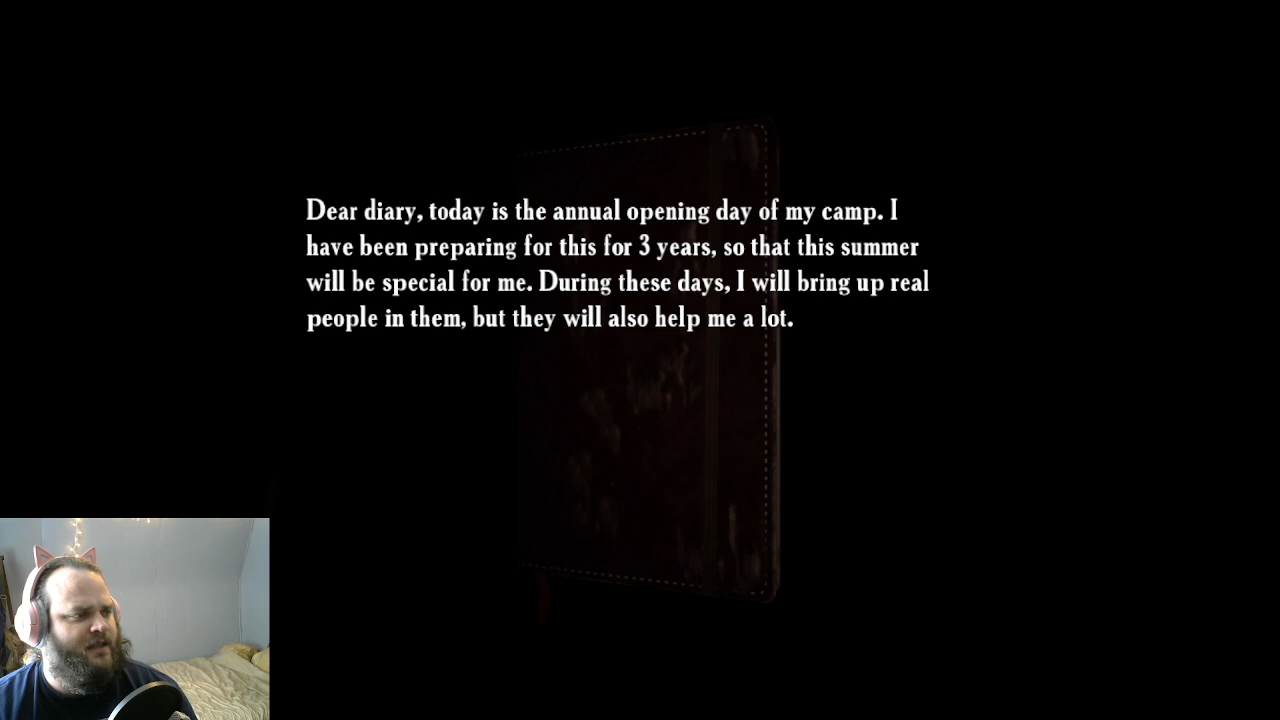 Dear diary, today is the annual opening day of my camp. I
have been preparing for this for 3 years, so that this summer
will be special for me. During these days, I will bring up real
people in them, but they will also help me a lot.